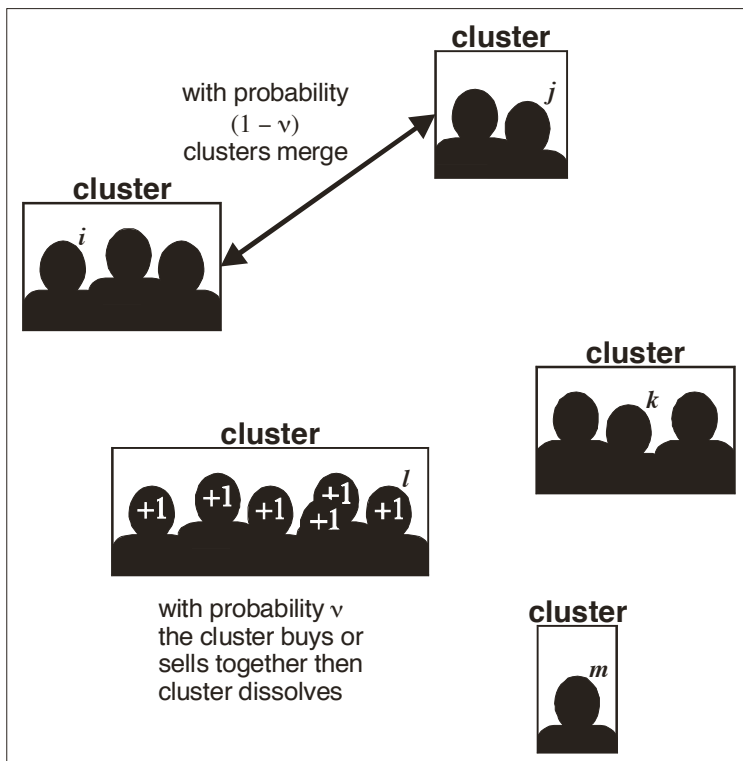 cluster
j
with probability
(1 – ν)
clusters merge
cluster
i
cluster
k
cluster
l
+1 +1 +1 +1 +1 +1
with probability ν
the cluster buys or
sells together then
cluster dissolves
cluster
m